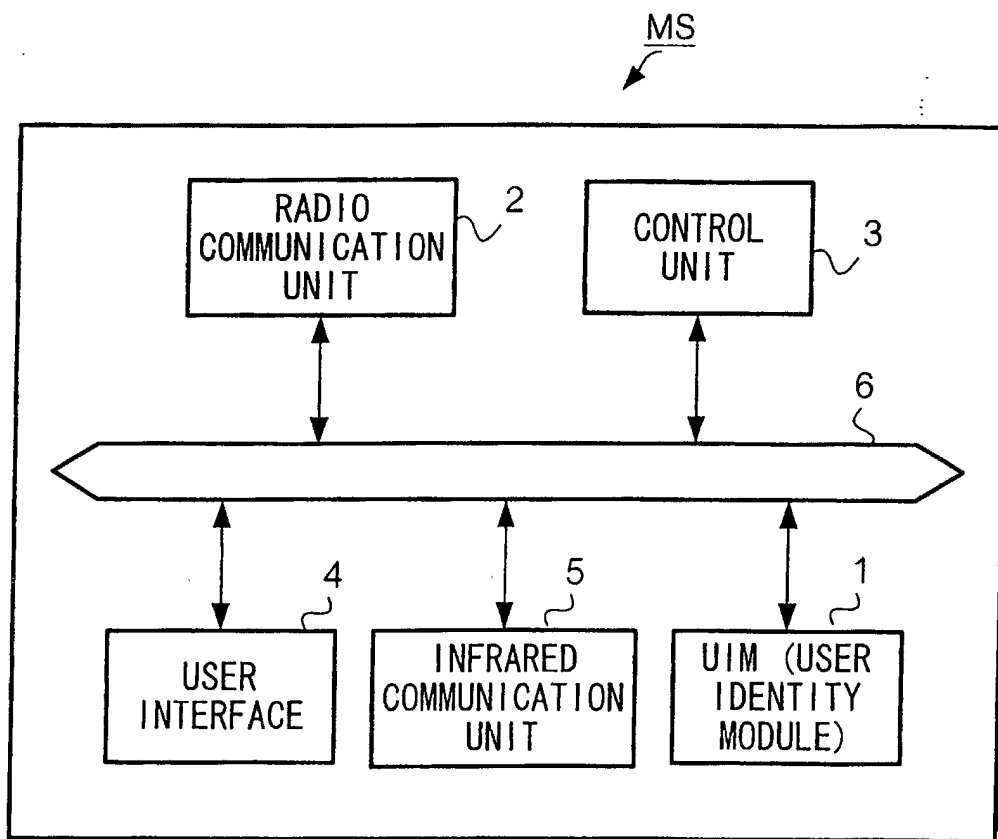 MS
RADIO
COMMUNICATION
UNIT
2
CONTROL
UNIT
3
6
4
USER
INTERFACE
5
INFRARED
COMMUNICATION
UNIT
1
UIM (USER
IDENTITY
MODULE)